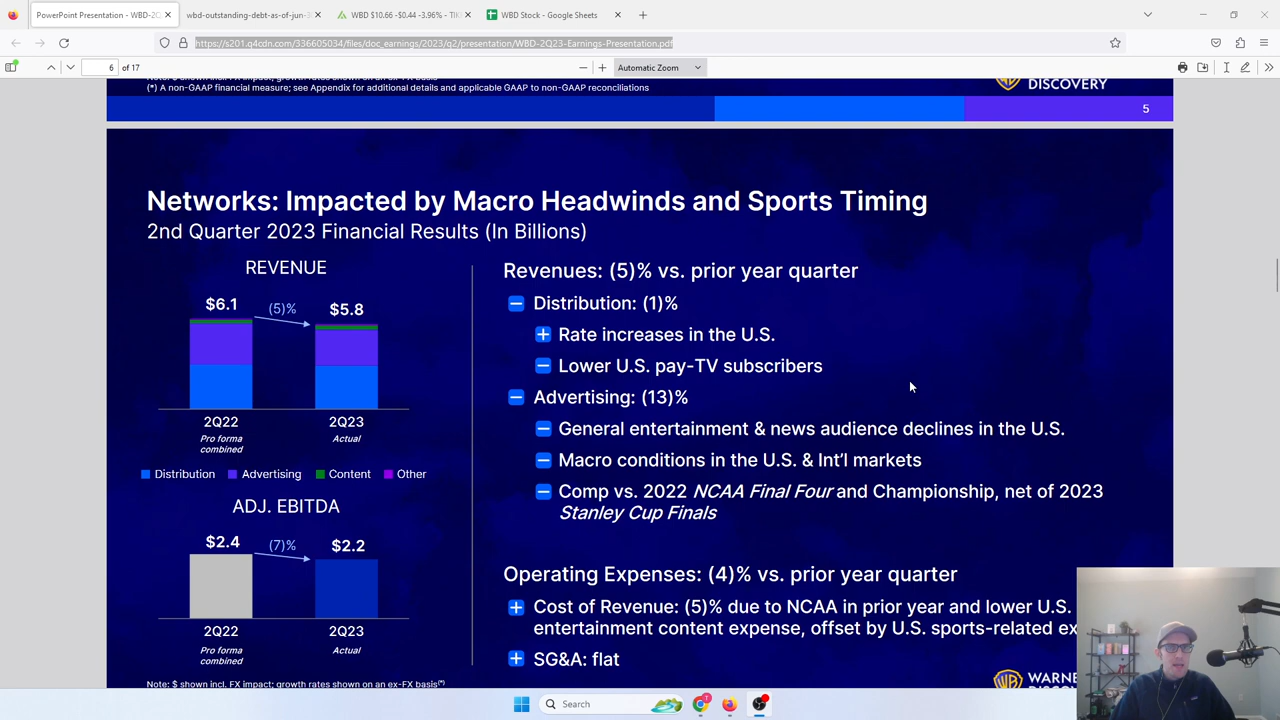 PowerPoint Presentation - WBD-2Q
wbd-outstanding-debt-as-of-jun-3
WBD $10.66 -$0.44 -3.96% - TIK
WBD Stock - Google Sheets
https://s201.q4cdn.com/336605034/files/doc_earnings/2023/q2/presentation/WBD-2Q23-Earnings-Presentation.pdf
6 of 17
Automatic Zoom
(*) A non-GAAP financial measure; see Appendix for additional details and applicable GAAP to non-GAAP reconciliations
DISCOVERY
5
Networks: Impacted by Macro Headwinds and Sports Timing
2nd Quarter 2023 Financial Results (In Billions)
REVENUE
$6.1
(5)%
$5.8
2Q22
2Q23
Pro forma
combined
Actual
Distribution
Advertising
Content
Other
ADJ. EBITDA
$2.4
(7)%
$2.2
2Q22
2Q23
Pro forma
combined
Actual
Note: $ shown incl. FX impact; growth rates shown on an ex-FX basis(*)
Revenues: (5)% vs. prior year quarter
Distribution: (1)%
Rate increases in the U.S.
Lower U.S. pay-TV subscribers
Advertising: (13)%
General entertainment & news audience declines in the U.S.
Macro conditions in the U.S. & Int'l markets
Comp vs. 2022 NCAA Final Four and Championship, net of 2023
Stanley Cup Finals
Operating Expenses: (4)% vs. prior year quarter
Cost of Revenue: (5)% due to NCAA in prior year and lower U.S.
entertainment content expense, offset by U.S. sports-related ex
SG&A: flat
Search